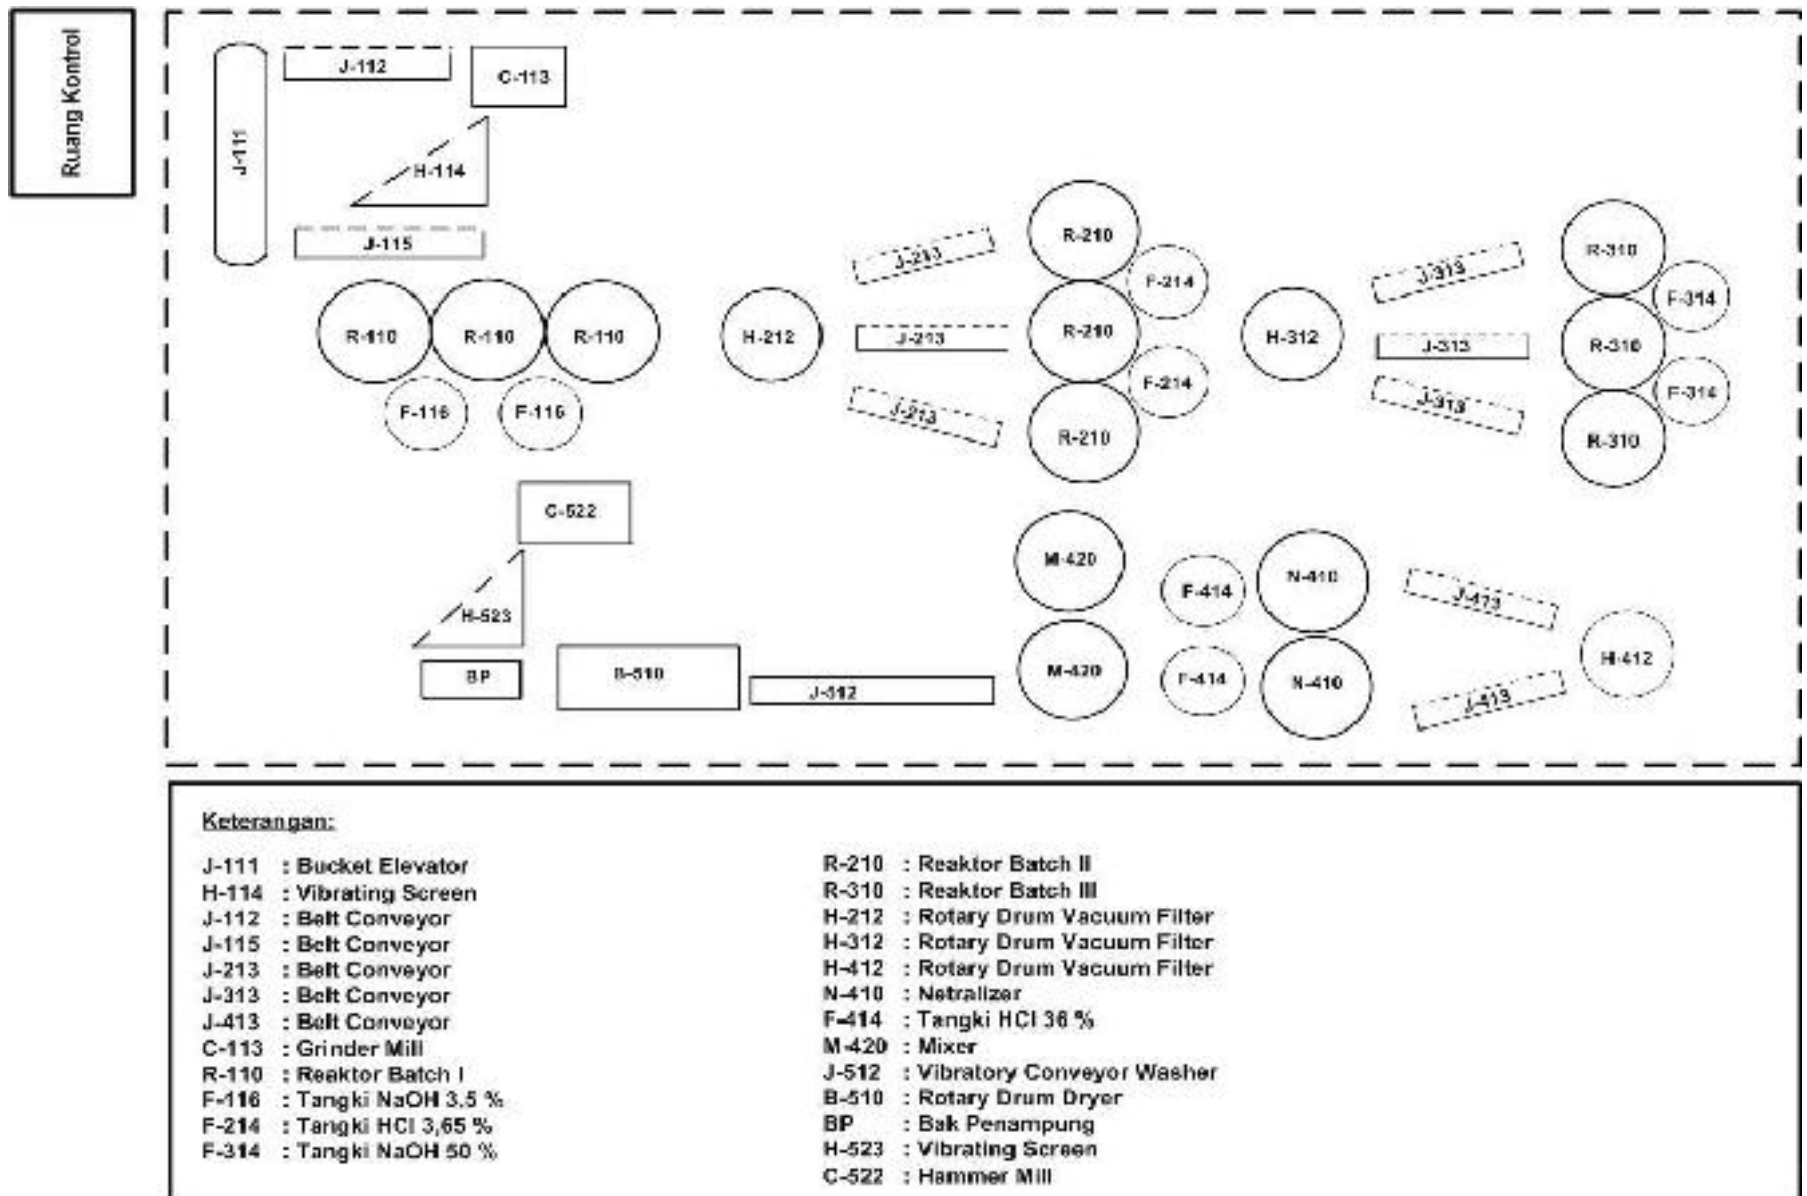 Ruang Kontrol
J-111
J-112
C-113
H-114
J-115
R-110
R-110
R-110
F-116
F-116
H-212
J-213
J-213
J-213
R-210
R-210
R-210
F-214
F-214
H-312
J-313
J-313
J-313
R-310
R-310
R-310
F-314
F-314
C-522
H-523
BP
B-510
J-512
M-420
M-420
F-414
F-414
N-410
N-410
J-413
J-413
H-412
Keterangan:
J-111 : Bucket Elevator
H-114 : Vibrating Screen
J-112 : Belt Conveyor
J-115 : Belt Conveyor
J-213 : Belt Conveyor
J-313 : Belt Conveyor
J-413 : Belt Conveyor
C-113 : Grinder Mill
R-110 : Reaktor Batch I
F-116 : Tangki NaOH 3.5 %
F-214 : Tangki HCl 3,65 %
F-314 : Tangki NaOH 50 %
R-210 : Reaktor Batch II
R-310 : Reaktor Batch III
H-212 : Rotary Drum Vacuum Filter
H-312 : Rotary Drum Vacuum Filter
H-412 : Rotary Drum Vacuum Filter
N-410 : Netralizer
F-414 : Tangki HCl 36 %
M-420 : Mixer
J-512 : Vibratory Conveyor Washer
B-510 : Rotary Drum Dryer
BP : Bak Penampung
H-523 : Vibrating Screen
C-522 : Hammer Mill